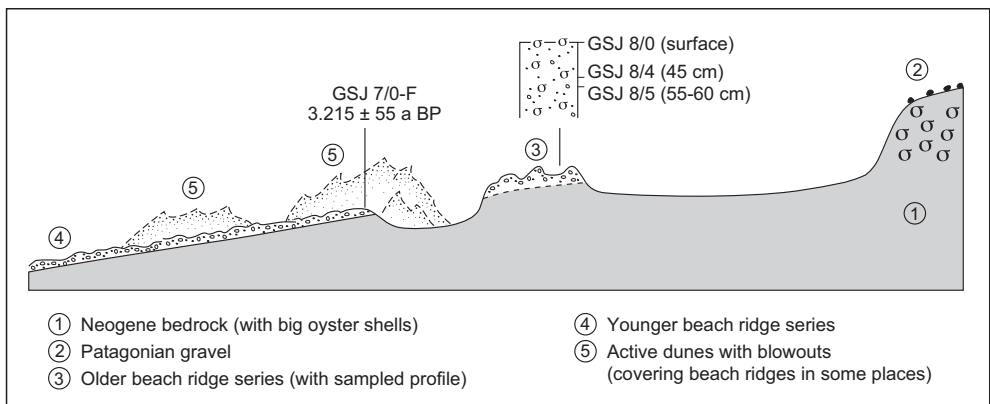 GSJ 8/0 (surface)
GSJ 8/4 (45 cm)
GSJ 8/5 (55-60 cm)
GSJ 7/0-F
3.215 ± 55 a BP
2
5
3
5
4
1
σ σ
σ
σ
σ
σ
σ
σ σ
σ σ
σ σ σ
1 Neogene bedrock (with big oyster shells)
2 Patagonian gravel
3 Older beach ridge series (with sampled profile)
4 Younger beach ridge series
5 Active dunes with blowouts
(covering beach ridges in some places)